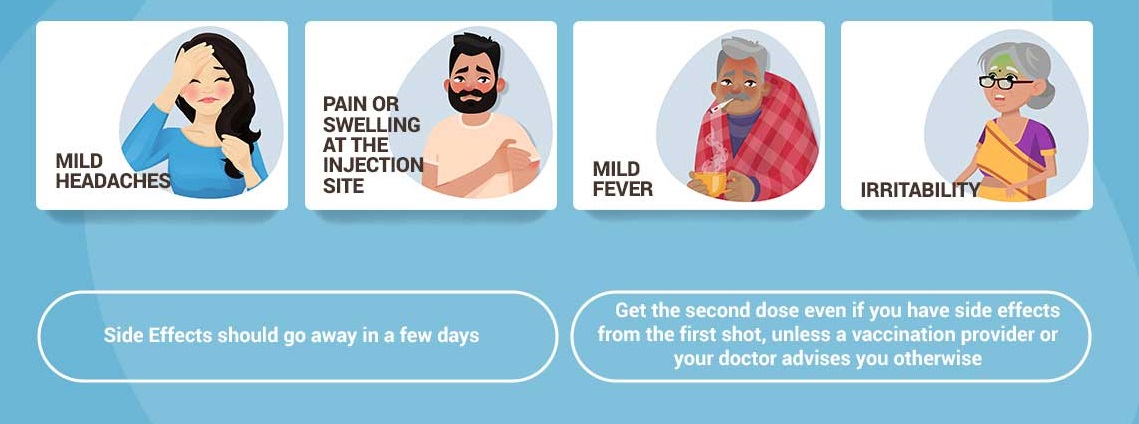 MILD
HEADACHES
PAIN OR
SWELLING
AT THE
INJECTION
SITE
MILD
FEVER
IRRITABILITY
Side Effects should go away in a few days
Get the second dose even if you have side effects
from the first shot, unless a vaccination provider or
your doctor advises you otherwise